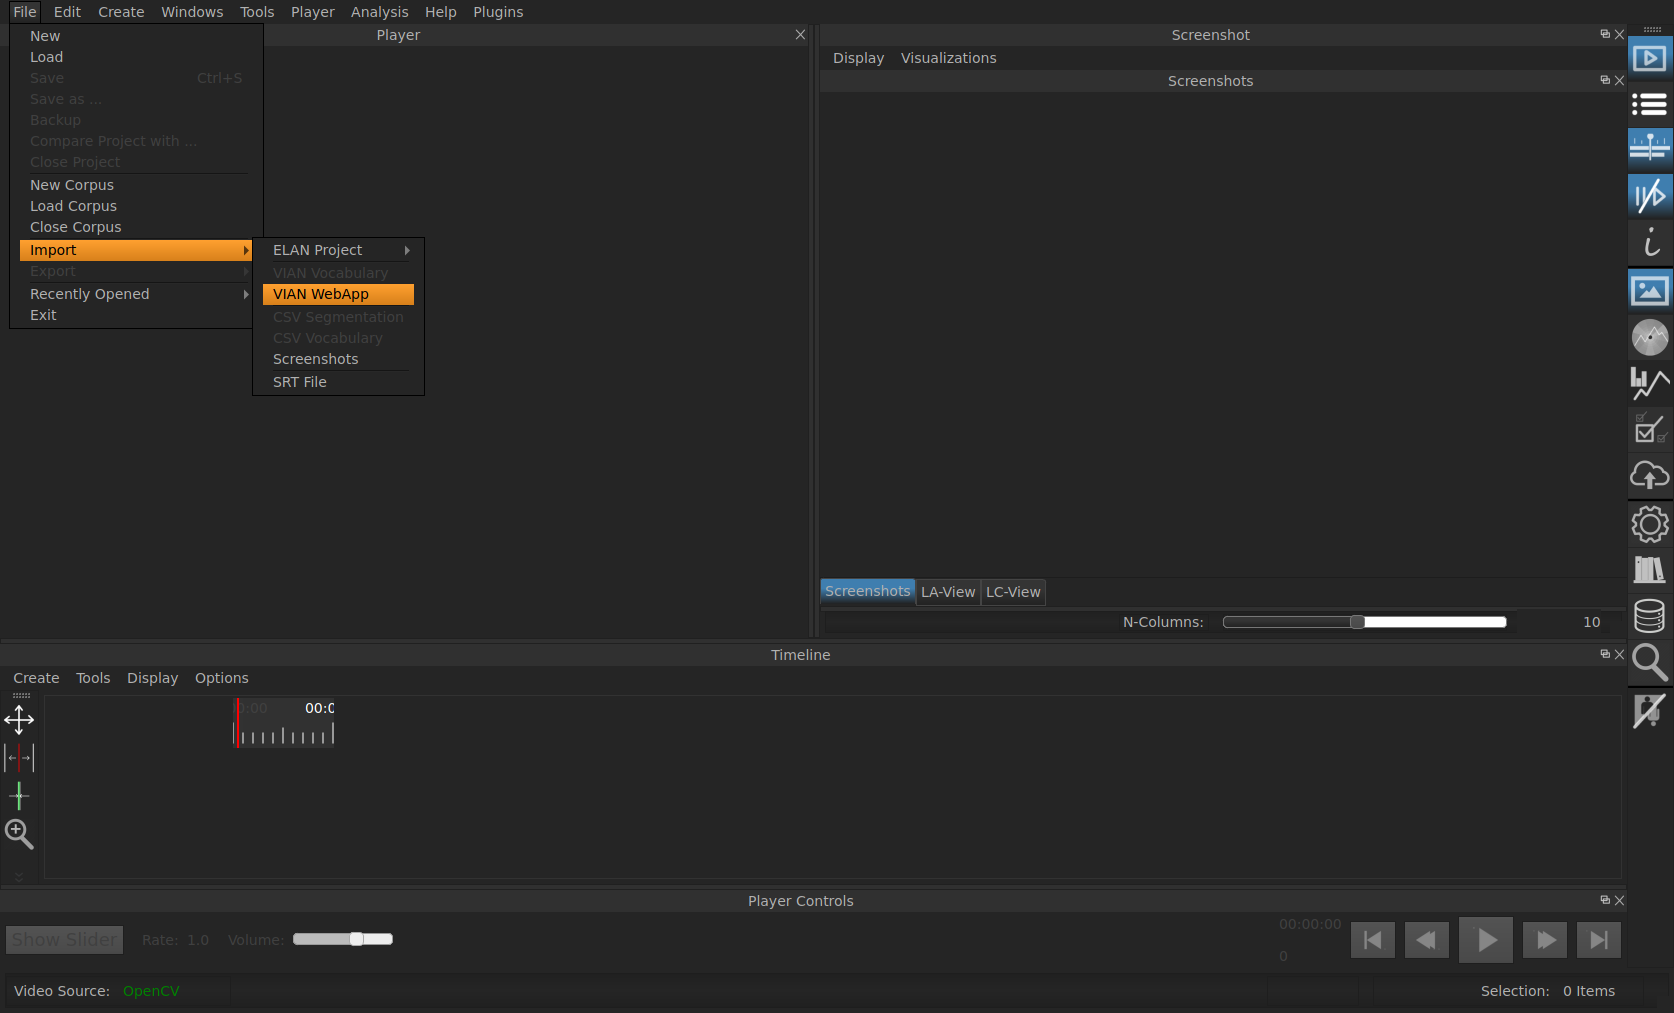 File Edit Create Windows Tools Player Analysis Help Plugins
New
Load
Save Ctrl+S
Save as ...
Backup
Compare Project with ...
Close Project
New Corpus
Load Corpus
Close Corpus
Import
Export
Recently Opened
Exit
ELAN Project
VIAN Vocabulary
VIAN WebApp
CSV Segmentation
CSV Vocabulary
Screenshots
SRT File
Player
Screenshot
Display Visualizations
Screenshots
Screenshots LA-View LC-View
N-Columns: 10
Timeline
Create Tools Display Options
00:0
Player Controls
Show Slider Rate: 1.0 Volume:
00:00:00
0
Video Source: OpenCV
Selection: 0 Items